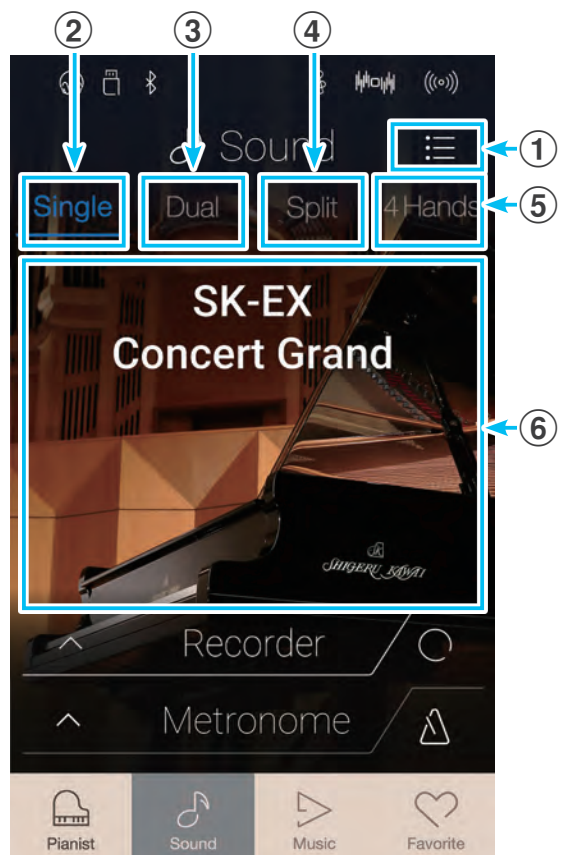 ② ③ ④
Sound
①
Single Dual Split 4 Hands
⑤
SK-EX
Concert Grand
⑥
SK
SHIGERU KAWAI
Recorder
Metronome
Pianist Sound Music Favorite